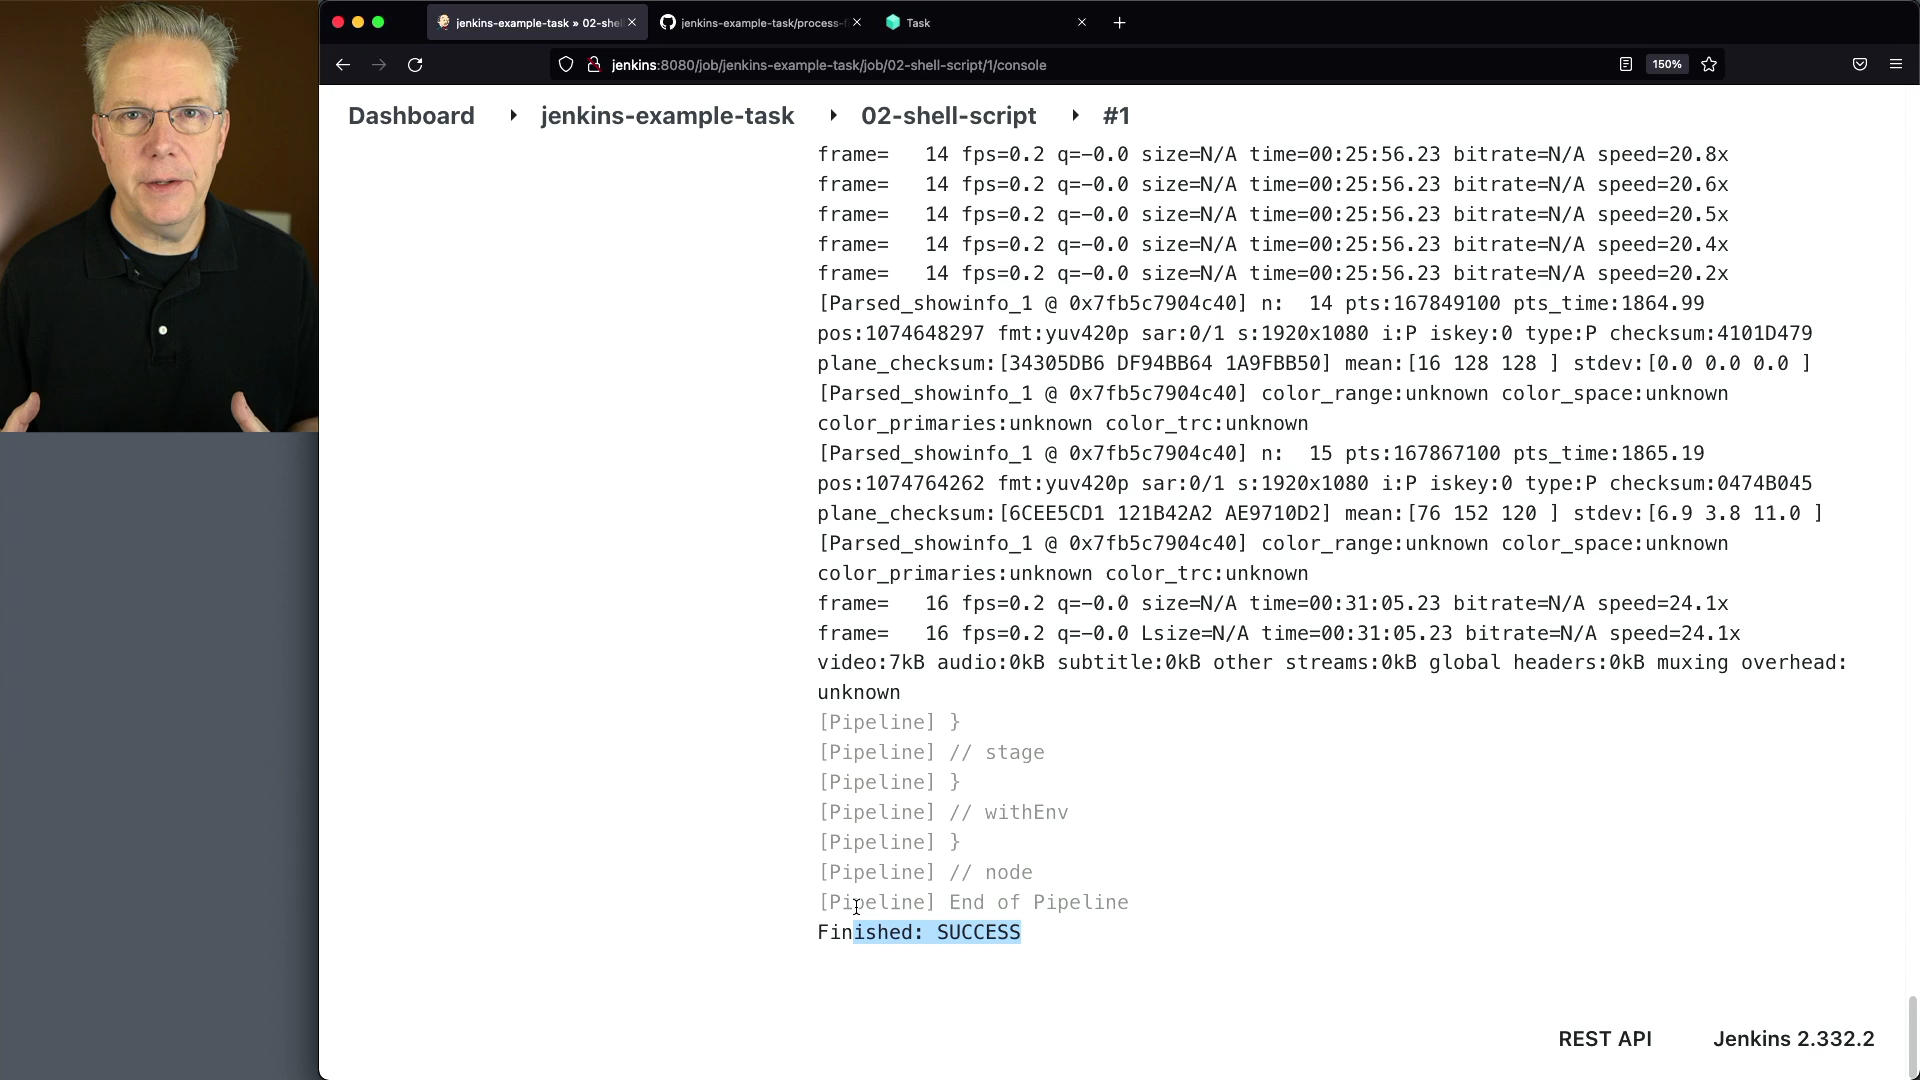 jenkins-example-task » 02-shel
jenkins-example-task/process-f
Task
jenkins:8080/job/jenkins-example-task/job/02-shell-script/1/console
150%
Dashboard jenkins-example-task 02-shell-script #1
frame=   14 fps=0.2 q=-0.0 size=N/A time=00:25:56.23 bitrate=N/A speed=20.8x
frame=   14 fps=0.2 q=-0.0 size=N/A time=00:25:56.23 bitrate=N/A speed=20.6x
frame=   14 fps=0.2 q=-0.0 size=N/A time=00:25:56.23 bitrate=N/A speed=20.5x
frame=   14 fps=0.2 q=-0.0 size=N/A time=00:25:56.23 bitrate=N/A speed=20.4x
frame=   14 fps=0.2 q=-0.0 size=N/A time=00:25:56.23 bitrate=N/A speed=20.2x
[Parsed_showinfo_1 @ 0x7fb5c7904c40] n:  14 pts:167849100 pts_time:1864.99
pos:1074648297 fmt:yuv420p sar:0/1 s:1920x1080 i:P iskey:0 type:P checksum:4101D479
plane_checksum:[34305DB6 DF94BB64 1A9FBB50] mean:[16 128 128 ] stdev:[0.0 0.0 0.0 ]
[Parsed_showinfo_1 @ 0x7fb5c7904c40] color_range:unknown color_space:unknown
color_primaries:unknown color_trc:unknown
[Parsed_showinfo_1 @ 0x7fb5c7904c40] n:  15 pts:167867100 pts_time:1865.19
pos:1074764262 fmt:yuv420p sar:0/1 s:1920x1080 i:P iskey:0 type:P checksum:0474B045
plane_checksum:[6CEE5CD1 121B42A2 AE9710D2] mean:[76 152 120 ] stdev:[6.9 3.8 11.0 ]
[Parsed_showinfo_1 @ 0x7fb5c7904c40] color_range:unknown color_space:unknown
color_primaries:unknown color_trc:unknown
frame=   16 fps=0.2 q=-0.0 size=N/A time=00:31:05.23 bitrate=N/A speed=24.1x
frame=   16 fps=0.2 q=-0.0 Lsize=N/A time=00:31:05.23 bitrate=N/A speed=24.1x
video:7kB audio:0kB subtitle:0kB other streams:0kB global headers:0kB muxing overhead:
unknown
[Pipeline] }
[Pipeline] // stage
[Pipeline] }
[Pipeline] // withEnv
[Pipeline] }
[Pipeline] // node
[Pipeline] End of Pipeline
Finished: SUCCESS
REST API Jenkins 2.332.2